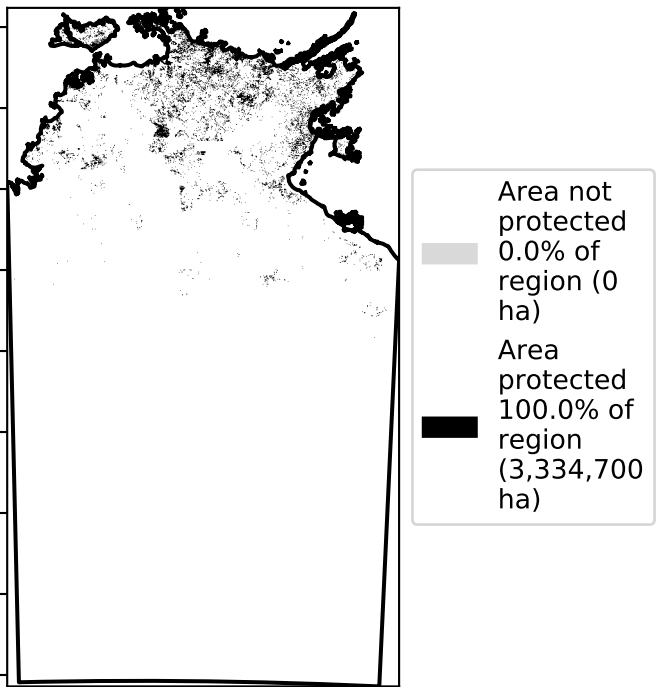 Area not
protected
0.0% of
region (0
ha)
Area
protected
100.0% of
region
(3,334,700
ha)